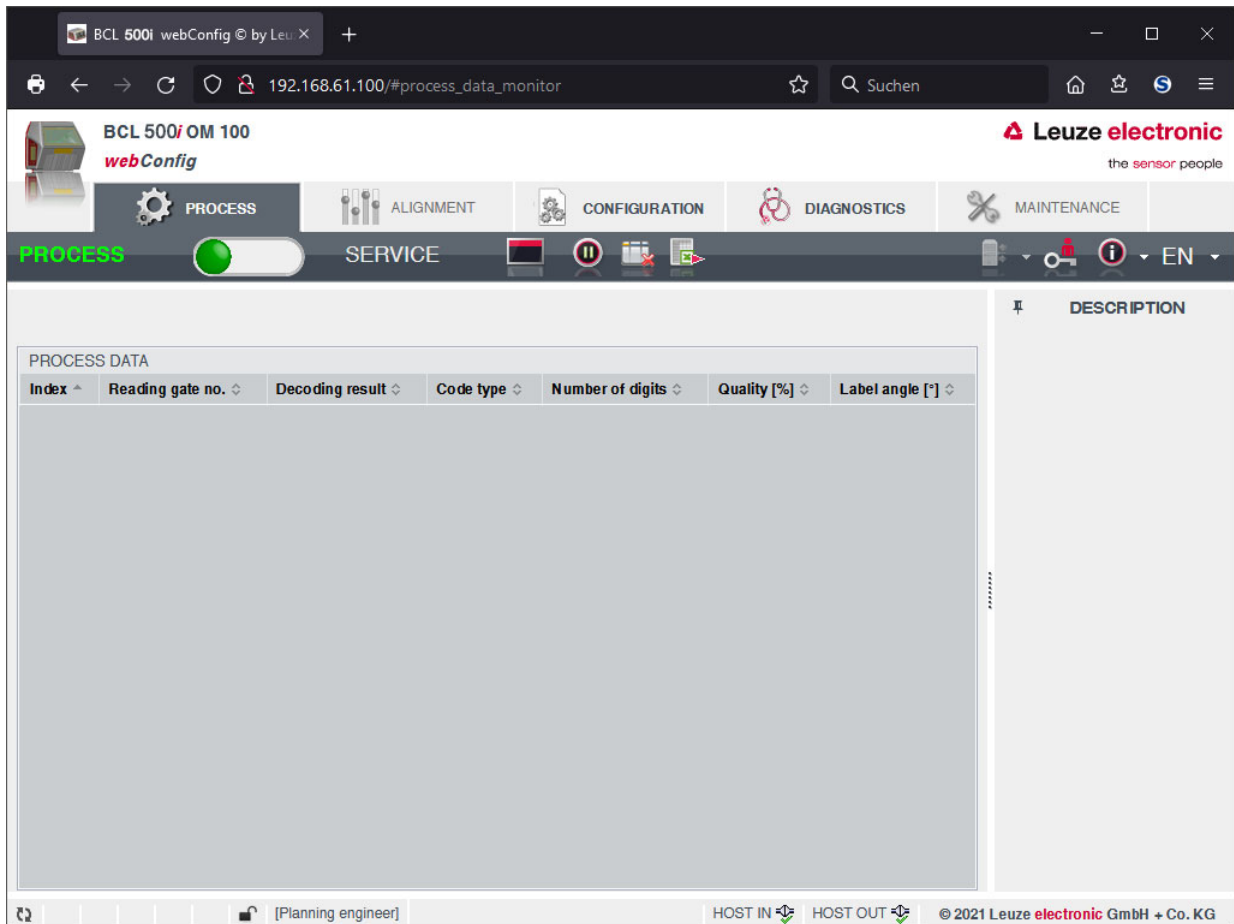 BCL 500i webConfig © by Leu
192.168.61.100/#process_data_monitor
Suchen
BCL 500i OM 100
webConfig
Leuze electronic
the sensor people
PROCESS
ALIGNMENT
CONFIGURATION
DIAGNOSTICS
MAINTENANCE
PROCESS
SERVICE
EN
DESCRIPTION
PROCESS DATA
Index
Reading gate no.
Decoding result
Code type
Number of digits
Quality [%]
Label angle [°]
[Planning engineer]
HOST IN
HOST OUT
© 2021 Leuze electronic GmbH + Co. KG